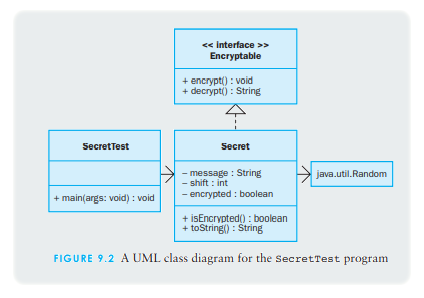 << interface >>
Encryptable
+ encrypt() : void
+ decrypt() : String
SecretTest
+ main(args: void) : void
Secret
– message : String
– shift : int
– encrypted : boolean
+ isEncrypted() : boolean
+ toString() : String
java.util.Random
FIGURE 9.2 A UML class diagram for the SecretTest program